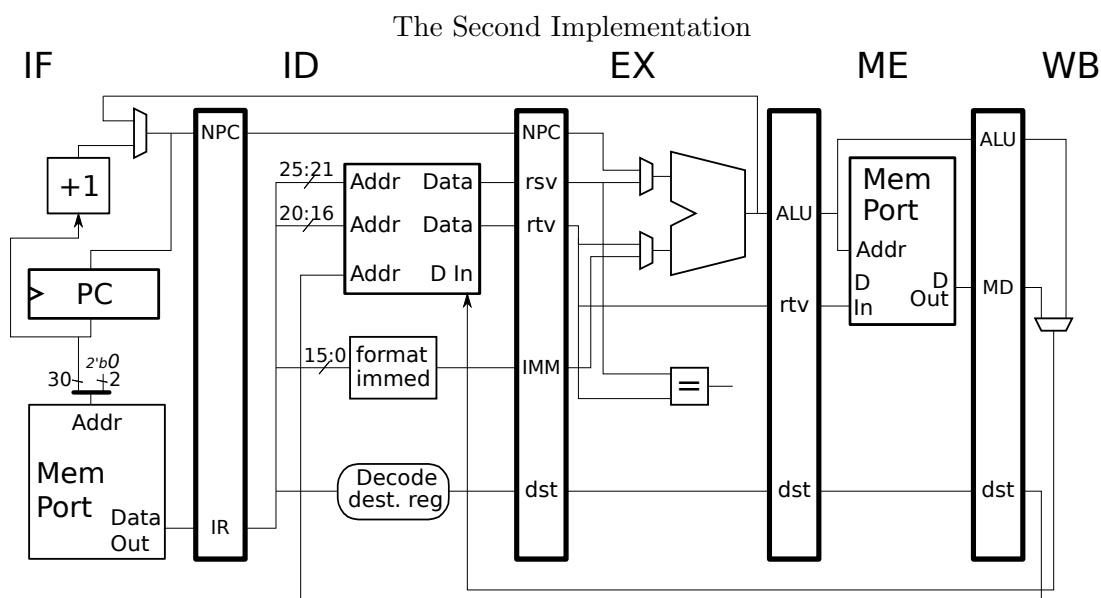 The Second Implementation
IF ID EX ME WB
NPC
+1
PC
2'b0
30
2
Addr
Mem
Port
Data
Out
IR
25:21
20:16
Addr Data
Addr Data
Addr D In
15:0
format
immed
Decode
dest. reg
NPC
rsv
rtv
IMM
dst
=
ALU
rtv
dst
Mem
Port
Addr
D
In
D
Out
ALU
MD
dst